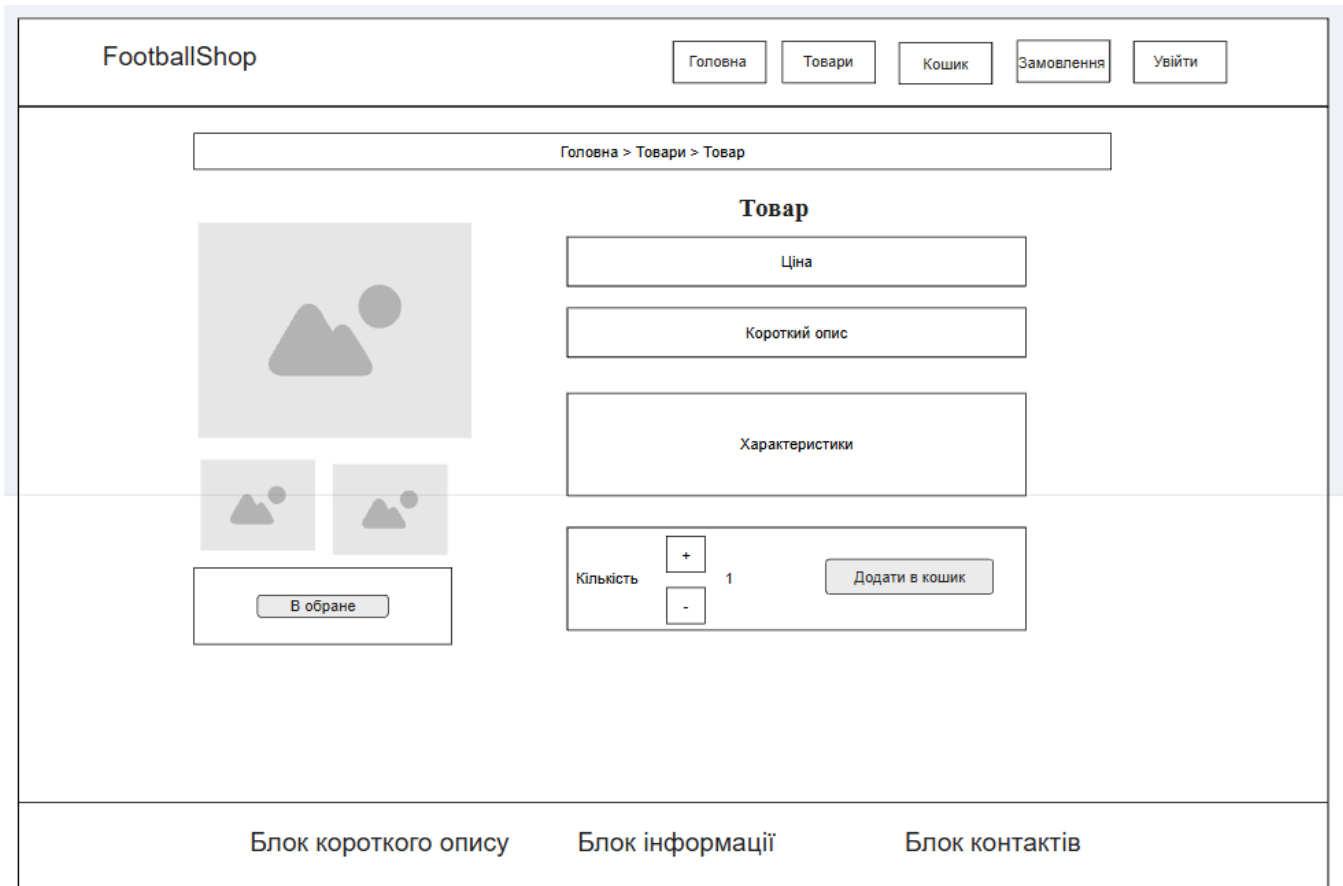 FootballShop
Головна
Товари
Кошик
Замовлення
Увійти
Головна > Товари > Товар
Товар
Ціна
Короткий опис
Характеристики
Кількість
+
1
-
Додати в кошик
В обране
Блок короткого опису
Блок інформації
Блок контактів